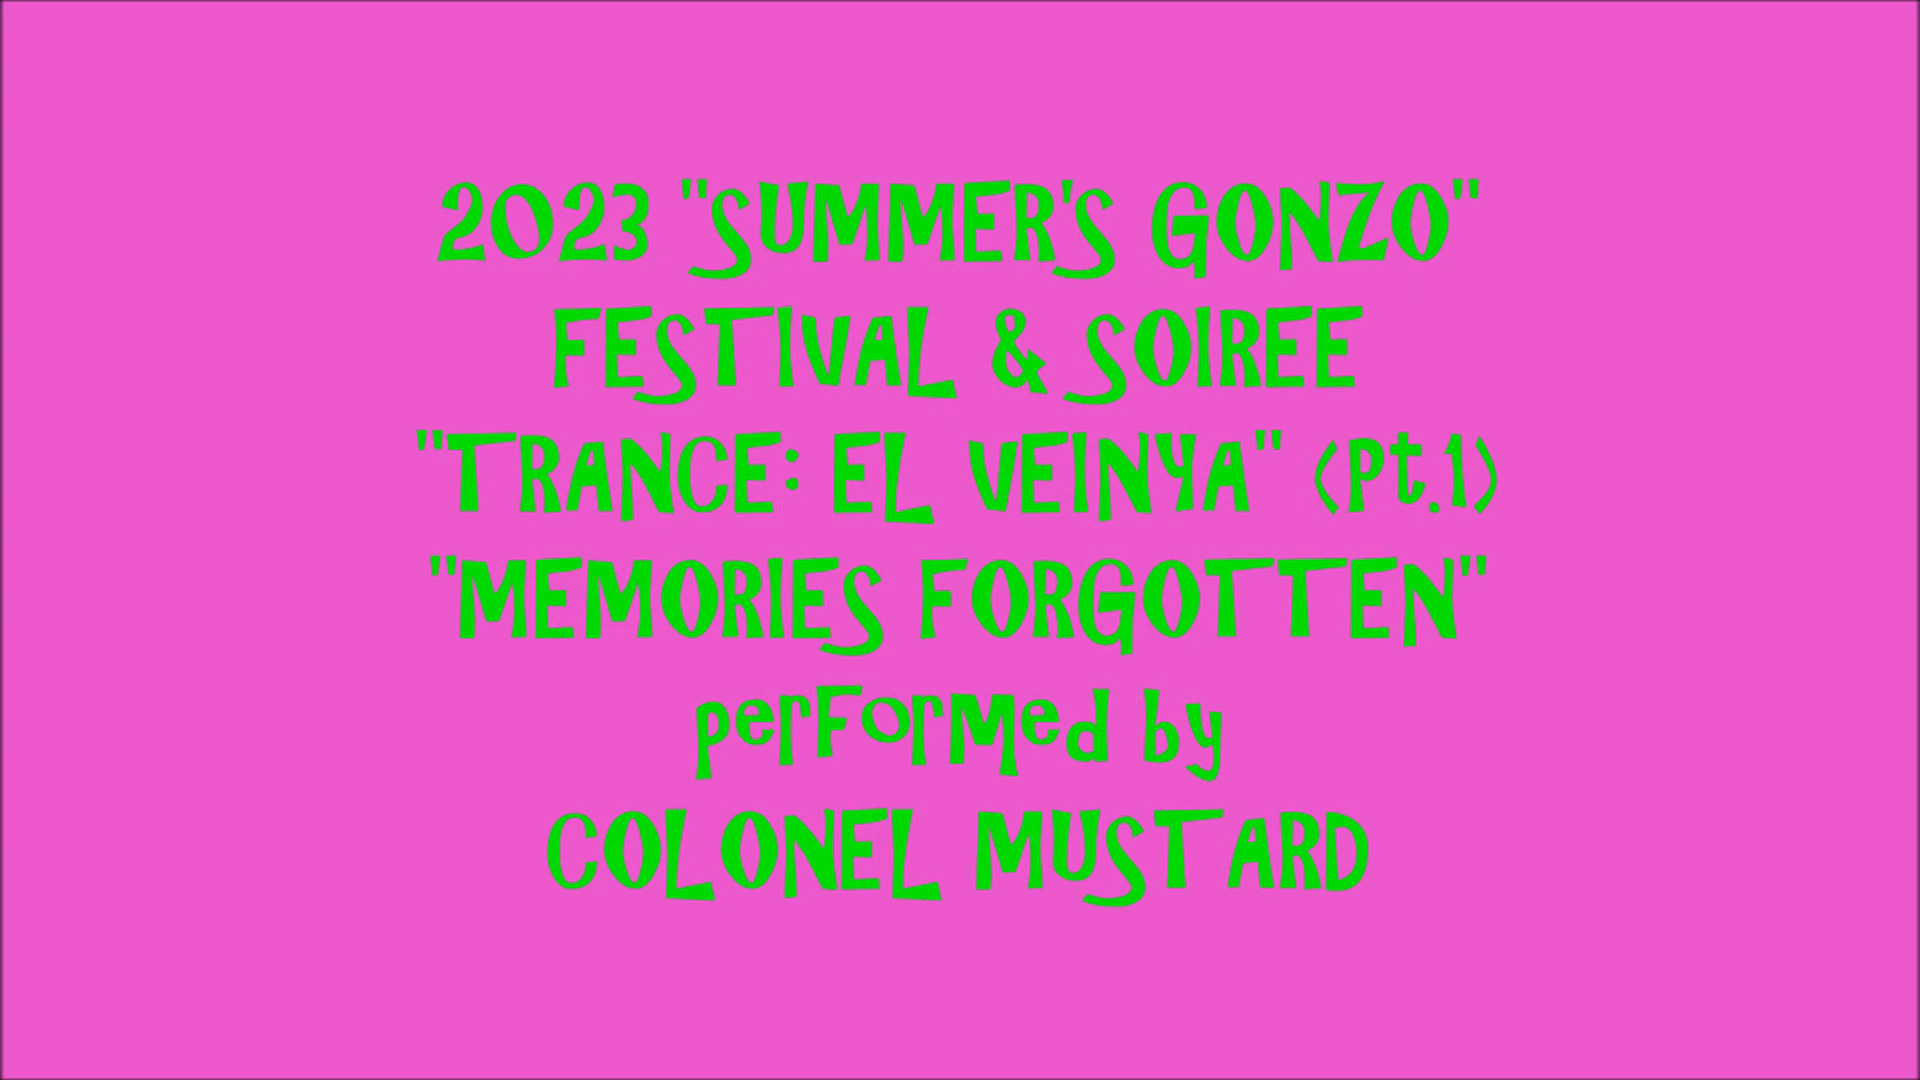 2023 "SUMMER'S GONZO"
FESTIVAL & SOIREE
"TRANCE: EL VEINYA" (Pt.1)
"MEMORIES FORGOTTEN"
performed by
COLONEL MUSTARD